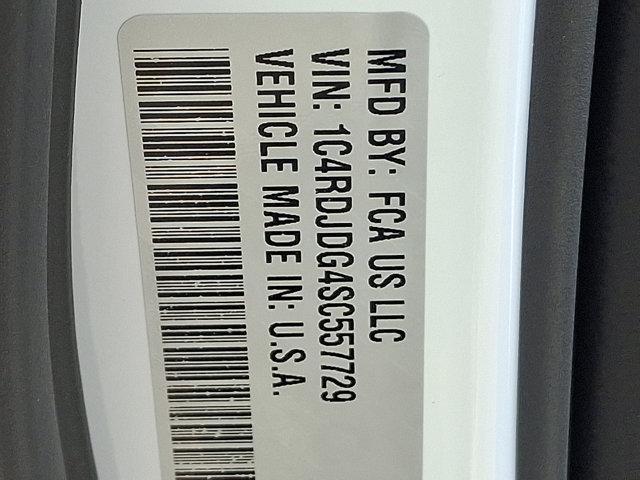 MFD BY: FCA US LLC
VIN: 1C4RDJDG4SC557729
VEHICLE MADE IN: U.S.A.